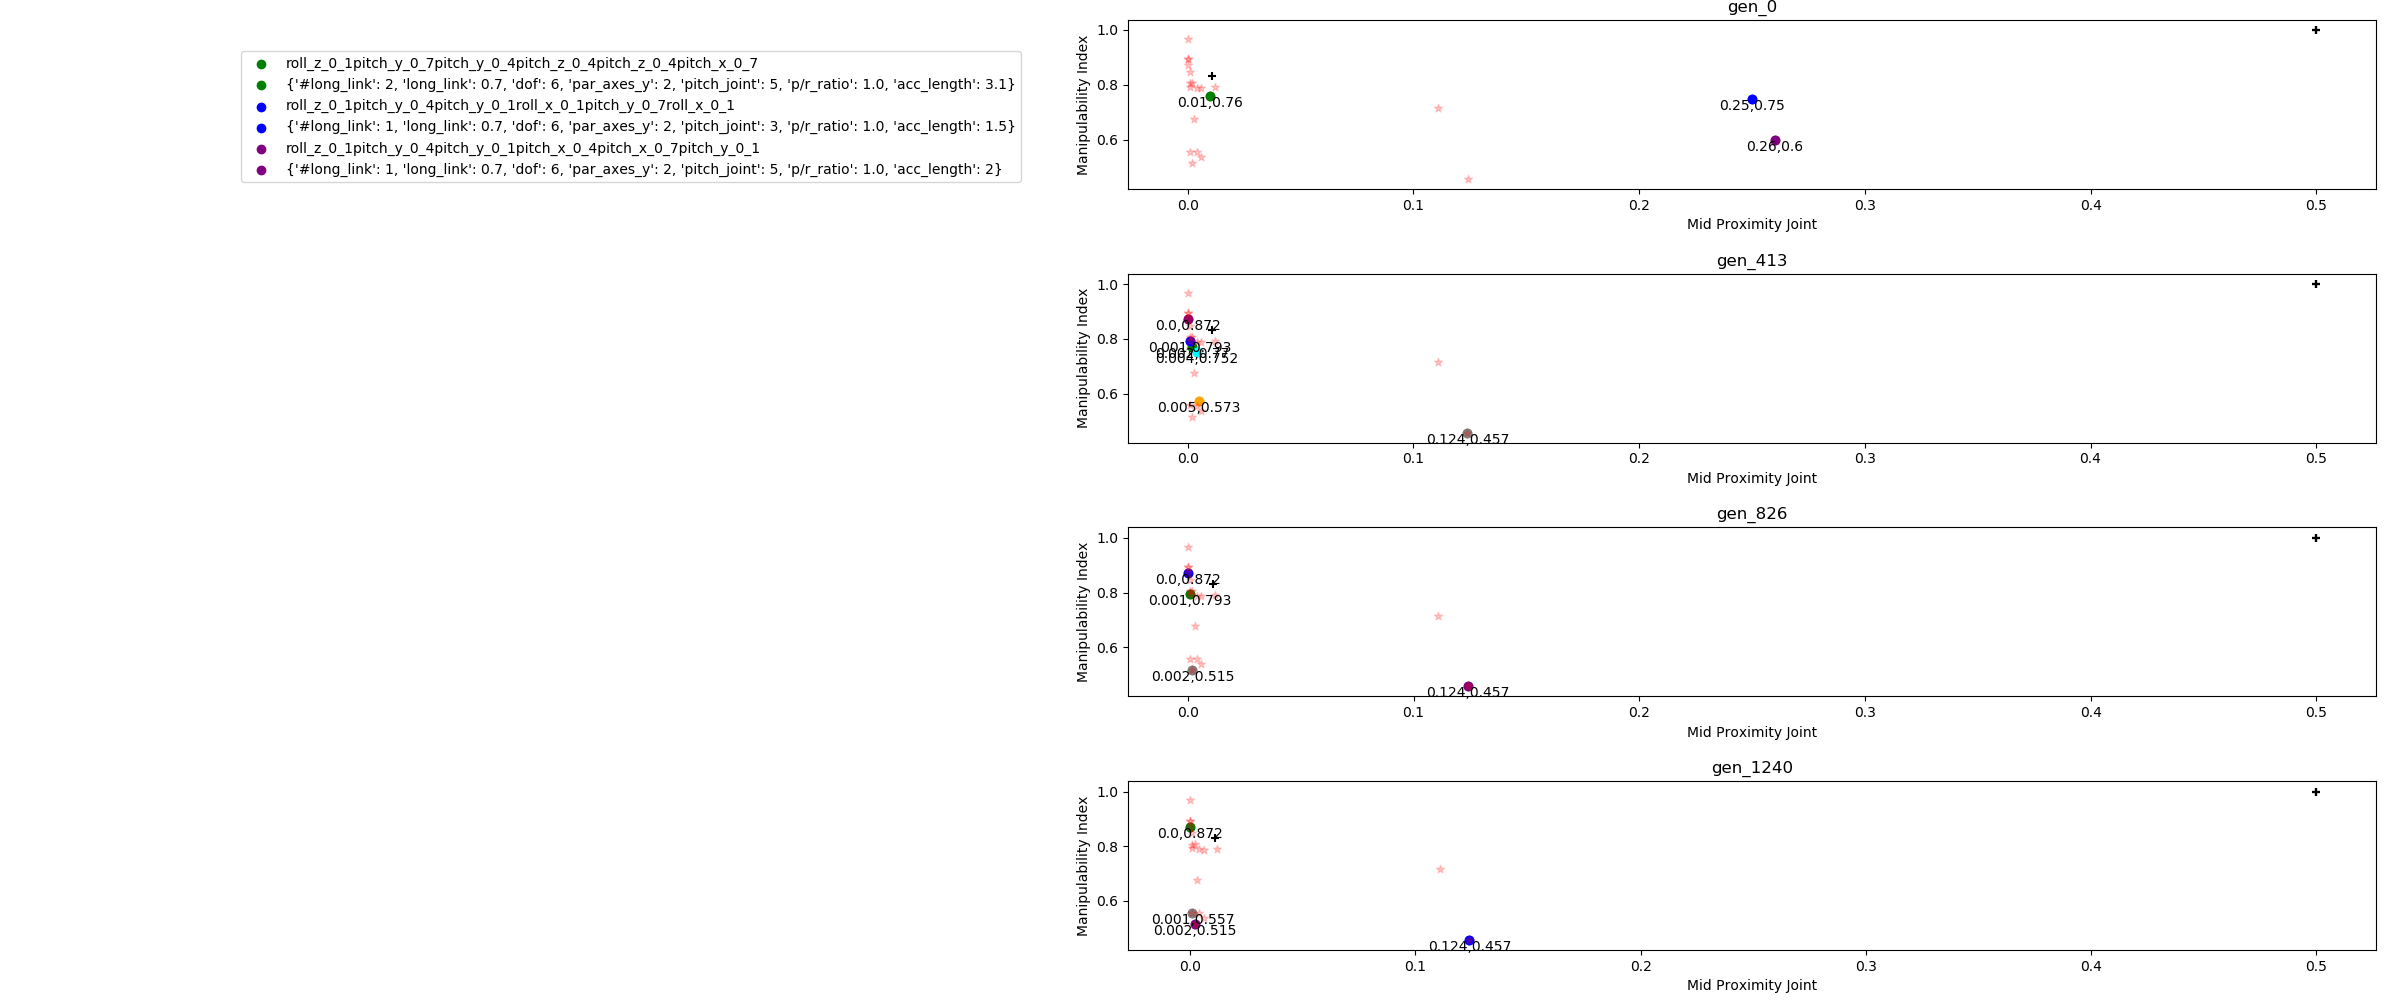 roll_z_0_1pitch_y_0_7pitch_y_0_4pitch_z_0_4pitch_z_0_4pitch_x_0_7
{'#long_link': 2, 'long_link': 0.7, 'dof': 6, 'par_axes_y': 2, 'pitch_joint': 5, 'p/r_ratio': 1.0, 'acc_length': 3.1}
roll_z_0_1pitch_y_0_4pitch_y_0_1roll_x_0_1pitch_y_0_7roll_x_0_1
{'#long_link': 1, 'long_link': 0.7, 'dof': 6, 'par_axes_y': 2, 'pitch_joint': 3, 'p/r_ratio': 1.0, 'acc_length': 1.5}
roll_z_0_1pitch_y_0_4pitch_y_0_1pitch_x_0_4pitch_x_0_7pitch_y_0_1
{'#long_link': 1, 'long_link': 0.7, 'dof': 6, 'par_axes_y': 2, 'pitch_joint': 5, 'p/r_ratio': 1.0, 'acc_length': 2}
gen_0
Manipulability Index
1.0
0.8
0.6
0.01,0.76
0.25,0.75
0.26,0.6
0.0 0.1 0.2 0.3 0.4 0.5
Mid Proximity Joint
gen_413
Manipulability Index
1.0
0.8
0.6
0.0,0.872
0.001,0.793
0.004,0.752
0.005,0.573
0.124,0.457
0.0 0.1 0.2 0.3 0.4 0.5
Mid Proximity Joint
gen_826
Manipulability Index
1.0
0.8
0.6
0.0,0.872
0.001,0.793
0.002,0.515
0.124,0.457
0.0 0.1 0.2 0.3 0.4 0.5
Mid Proximity Joint
gen_1240
Manipulability Index
1.0
0.8
0.6
0.0,0.872
0.001,0.557
0.002,0.515
0.124,0.457
0.0 0.1 0.2 0.3 0.4 0.5
Mid Proximity Joint